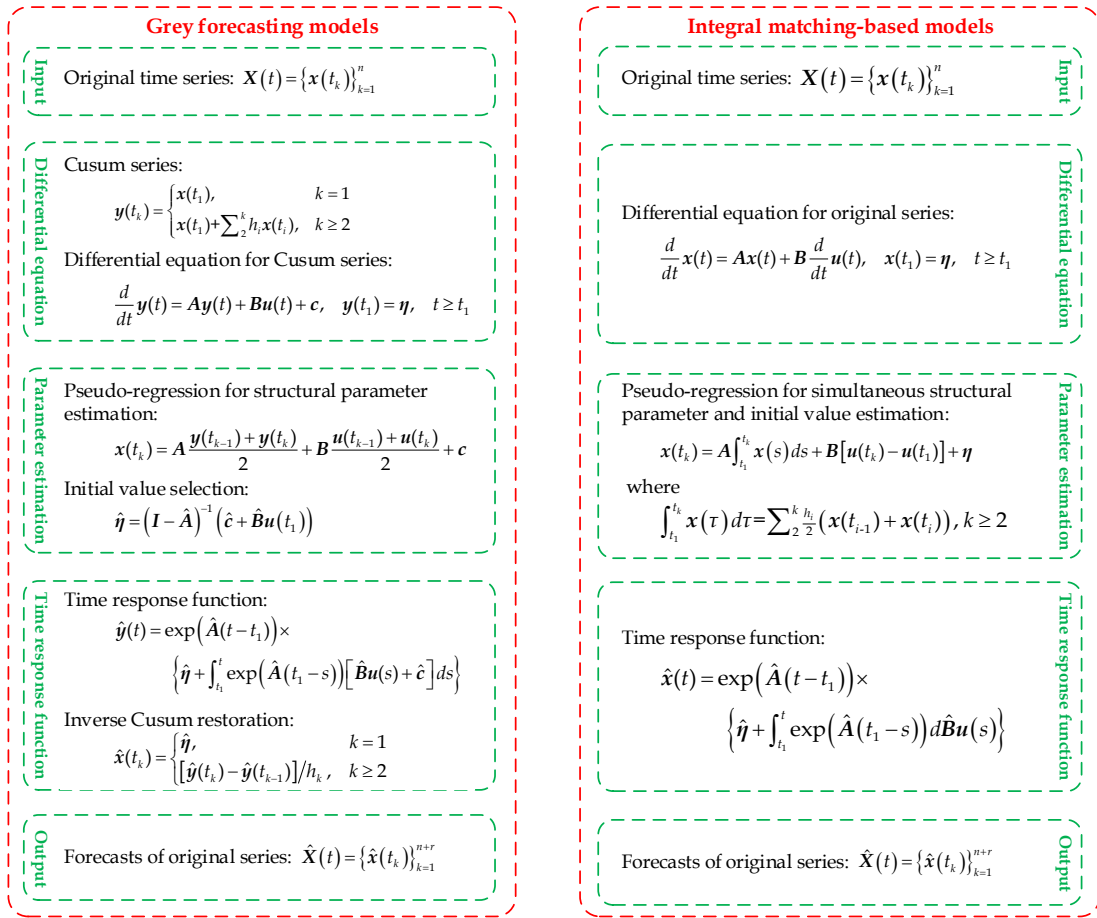 Grey forecasting models
Input
Original time series: X(t) = {x(t_k)}_{k=1}^{n}
Differential equation
Cusum series:
y(t_k) = { x(t_1), k = 1
x(t_1)+∑_2^k h_i x(t_i), k ≥ 2
Differential equation for Cusum series:
d/dt y(t) = Ay(t) + Bu(t) + c, y(t_1) = η, t ≥ t_1
Parameter estimation
Pseudo-regression for structural parameter
estimation:
x(t_k) = A (y(t_{k-1}) + y(t_k))/2 + B (u(t_{k-1}) + u(t_k))/2 + c
Initial value selection:
η̂ = (I − Â)^{-1} (ĉ + B̂u(t_1))
Time response function
Time response function:
ŷ(t) = exp(Â(t − t_1)) ×
{η̂ + ∫_{t_1}^{t} exp(Â(t_1 − s)) [B̂u(s) + ĉ] ds}
Inverse Cusum restoration:
x̂(t_k) = { η̂, k = 1
[ŷ(t_k) − ŷ(t_{k-1})]/h_k, k ≥ 2
Output
Forecasts of original series: X̂(t) = {x̂(t_k)}_{k=1}^{n+r}
Integral matching-based models
Input
Original time series: X(t) = {x(t_k)}_{k=1}^{n}
Differential equation
Differential equation for original series:
d/dt x(t) = Ax(t) + B d/dt u(t), x(t_1) = η, t ≥ t_1
Parameter estimation
Pseudo-regression for simultaneous structural
parameter and initial value estimation:
x(t_k) = A ∫_{t_1}^{t_k} x(s) ds + B[u(t_k) − u(t_1)] + η
where
∫_{t_1}^{t_k} x(τ) dτ = ∑_2^k h_i/2 (x(t_{i-1}) + x(t_i)), k ≥ 2
Time response function
Time response function:
x̂(t) = exp(Â(t − t_1)) ×
{η̂ + ∫_{t_1}^{t} exp(Â(t_1 − s)) dB̂u(s)}
Output
Forecasts of original series: X̂(t) = {x̂(t_k)}_{k=1}^{n+r}